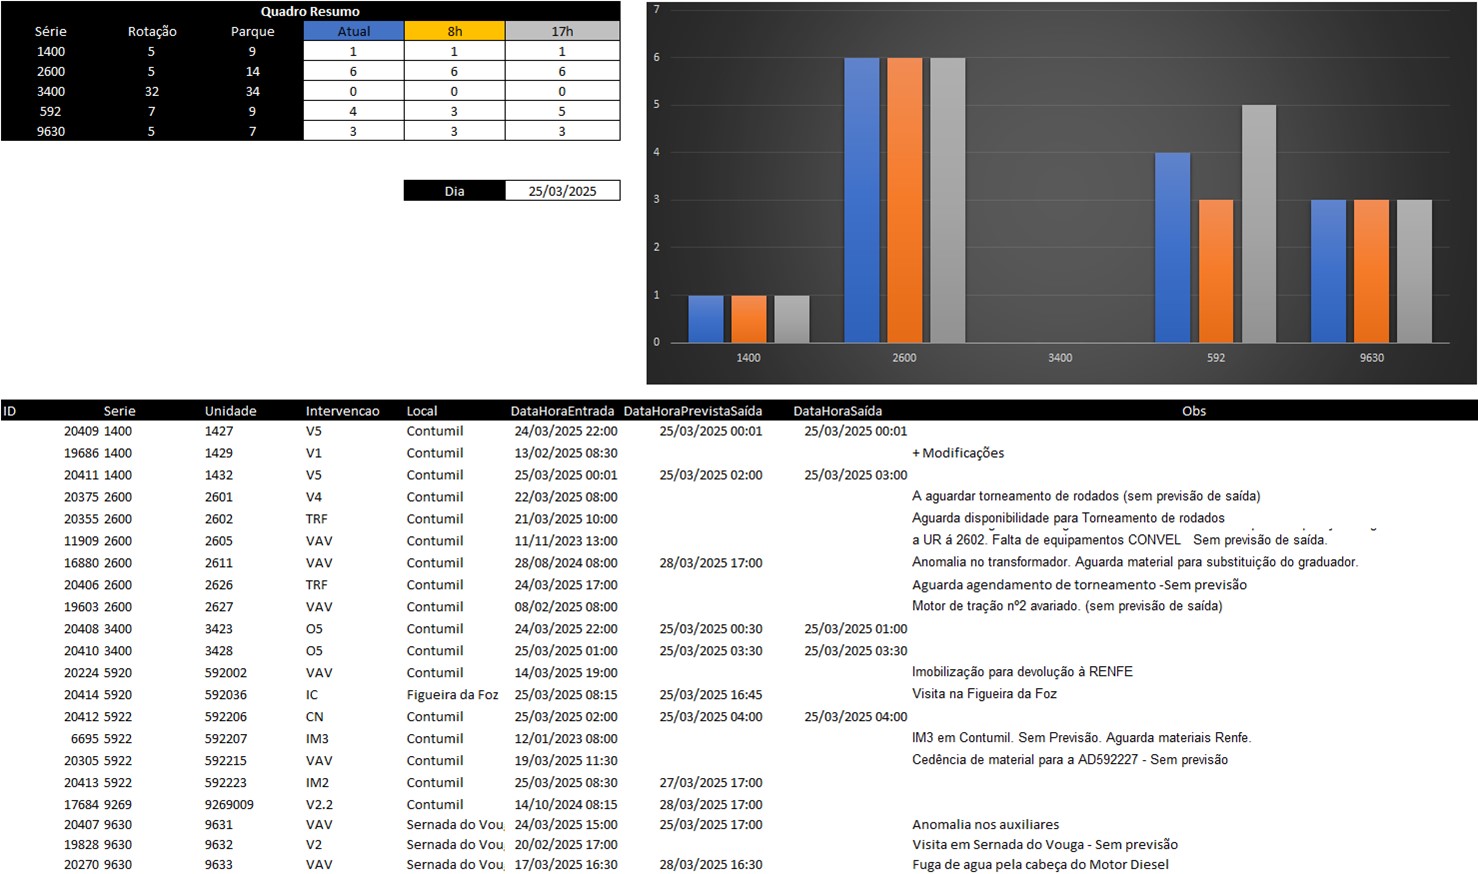 Quadro Resumo
Série Rotação Parque Atual 8h 17h
1400 5 9 1 1 1
2600 5 14 6 6 6
3400 32 34 0 0 0
592 7 9 4 3 5
9630 5 7 3 3 3
Dia 25/03/2025
7
6
5
4
3
2
1
0
1400 2600 3400 592 9630
ID Serie Unidade Intervencao Local DataHoraEntrada DataHoraPrevistaSaída DataHoraSaída Obs
20409 1400 1427 V5 Contumil 24/03/2025 22:00 25/03/2025 00:01 25/03/2025 00:01
19686 1400 1429 V1 Contumil 13/02/2025 08:30 + Modificações
20411 1400 1432 V5 Contumil 25/03/2025 00:01 25/03/2025 02:00 25/03/2025 03:00
20375 2600 2601 V4 Contumil 22/03/2025 08:00 A aguardar torneamento de rodados (sem previsão de saída)
20355 2600 2602 TRF Contumil 21/03/2025 10:00 Aguarda disponibilidade para Torneamento de rodados
11909 2600 2605 VAV Contumil 11/11/2023 13:00 a UR á 2602. Falta de equipamentos CONVEL Sem previsão de saída.
16880 2600 2611 VAV Contumil 28/08/2024 08:00 28/03/2025 17:00 Anomalia no transformador. Aguarda material para substituição do graduador.
20406 2600 2626 TRF Contumil 24/03/2025 17:00 Aguarda agendamento de torneamento -Sem previsão
19603 2600 2627 VAV Contumil 08/02/2025 08:00 Motor de tração nº2 avariado. (sem previsão de saída)
20408 3400 3423 O5 Contumil 24/03/2025 22:00 25/03/2025 00:30 25/03/2025 01:00
20410 3400 3428 O5 Contumil 25/03/2025 01:00 25/03/2025 03:30 25/03/2025 03:30
20224 5920 592002 VAV Contumil 14/03/2025 19:00 Imobilização para devolução à RENFE
20414 5920 592036 IC Figueira da Foz 25/03/2025 08:15 25/03/2025 16:45 Visita na Figueira da Foz
20412 5922 592206 CN Contumil 25/03/2025 02:00 25/03/2025 04:00 25/03/2025 04:00
6695 5922 592207 IM3 Contumil 12/01/2023 08:00 IM3 em Contumil. Sem Previsão. Aguarda materiais Renfe.
20305 5922 592215 VAV Contumil 19/03/2025 11:30 Cedência de material para a AD592227 - Sem previsão
20413 5922 592223 IM2 Contumil 25/03/2025 08:30 27/03/2025 17:00
17684 9269 9269009 V2.2 Contumil 14/10/2024 08:15 28/03/2025 17:00
20407 9630 9631 VAV Sernada do Vou 24/03/2025 15:00 25/03/2025 17:00 Anomalia nos auxiliares
19828 9630 9632 V2 Sernada do Vou 20/02/2025 17:00 Visita em Sernada do Vouga - Sem previsão
20270 9630 9633 VAV Sernada do Vou 17/03/2025 16:30 28/03/2025 16:30 Fuga de agua pela cabeça do Motor Diesel